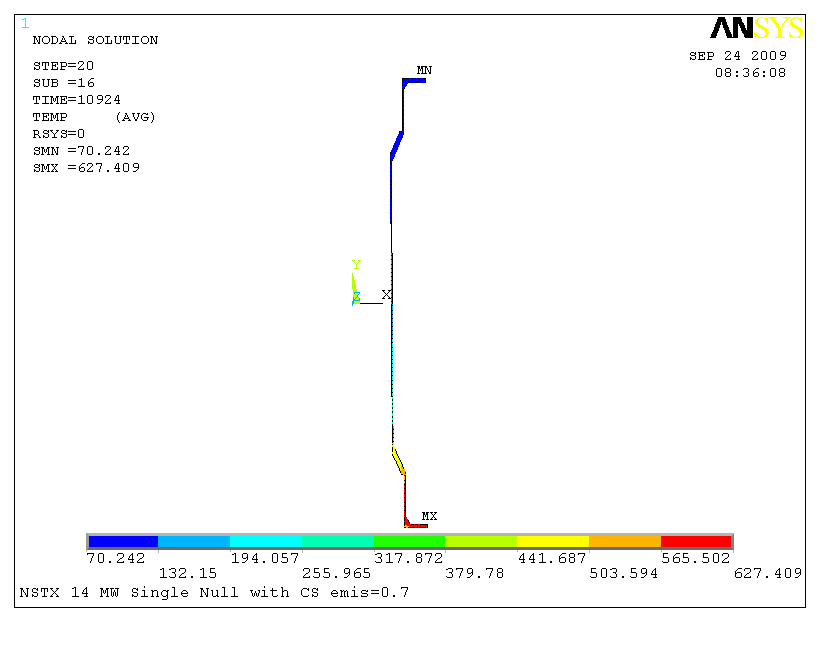 1
ANSYS
NODAL SOLUTION
SEP 24 2009
08:36:08
STEP=20
SUB =16
TIME=10924
TEMP (AVG)
RSYS=0
SMN =70.242
SMX =627.409
MN
Y
Z X
MX
70.242 194.057 317.872 441.687 565.502
132.15 255.965 379.78 503.594 627.409
NSTX 14 MW Single Null with CS emis=0.7